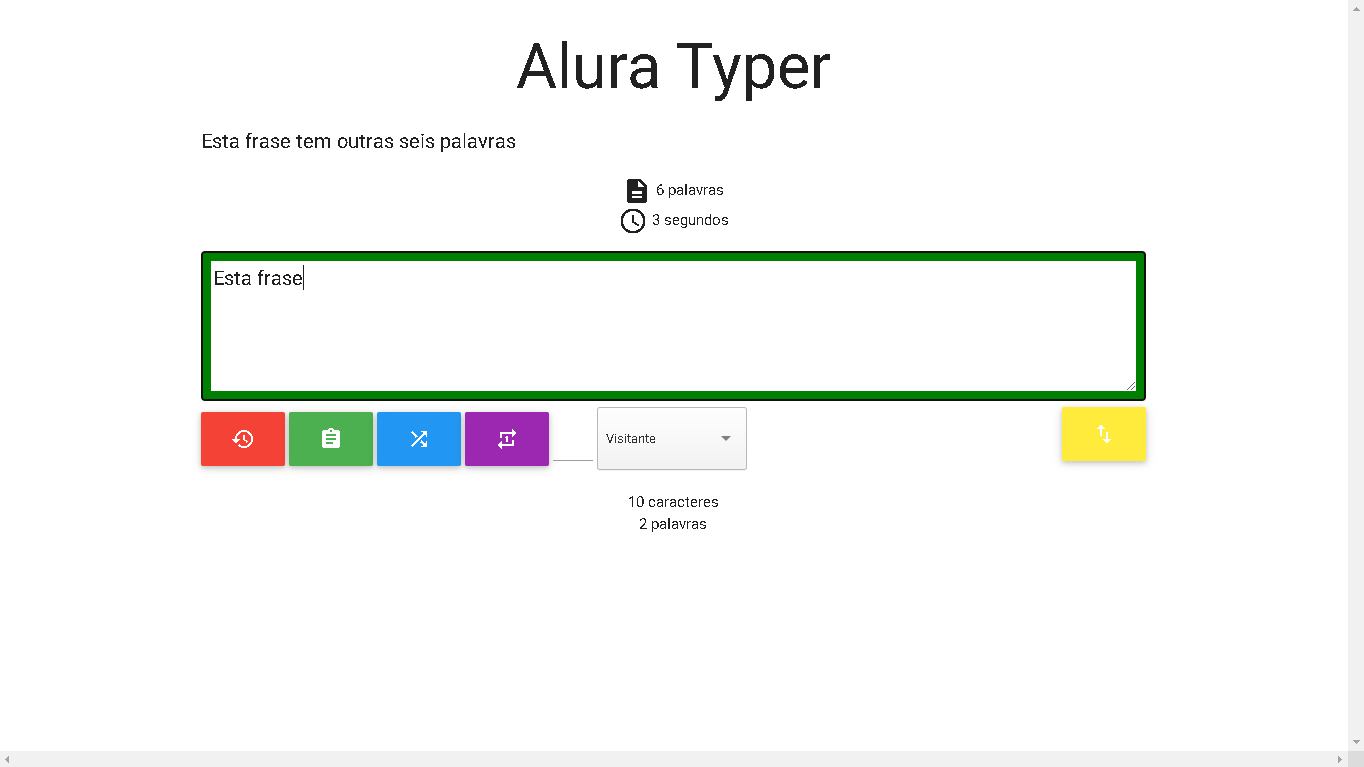 Alura Typer
Esta frase tem outras seis palavras
6 palavras
3 segundos
Esta frase
Visitante
10 caracteres
2 palavras